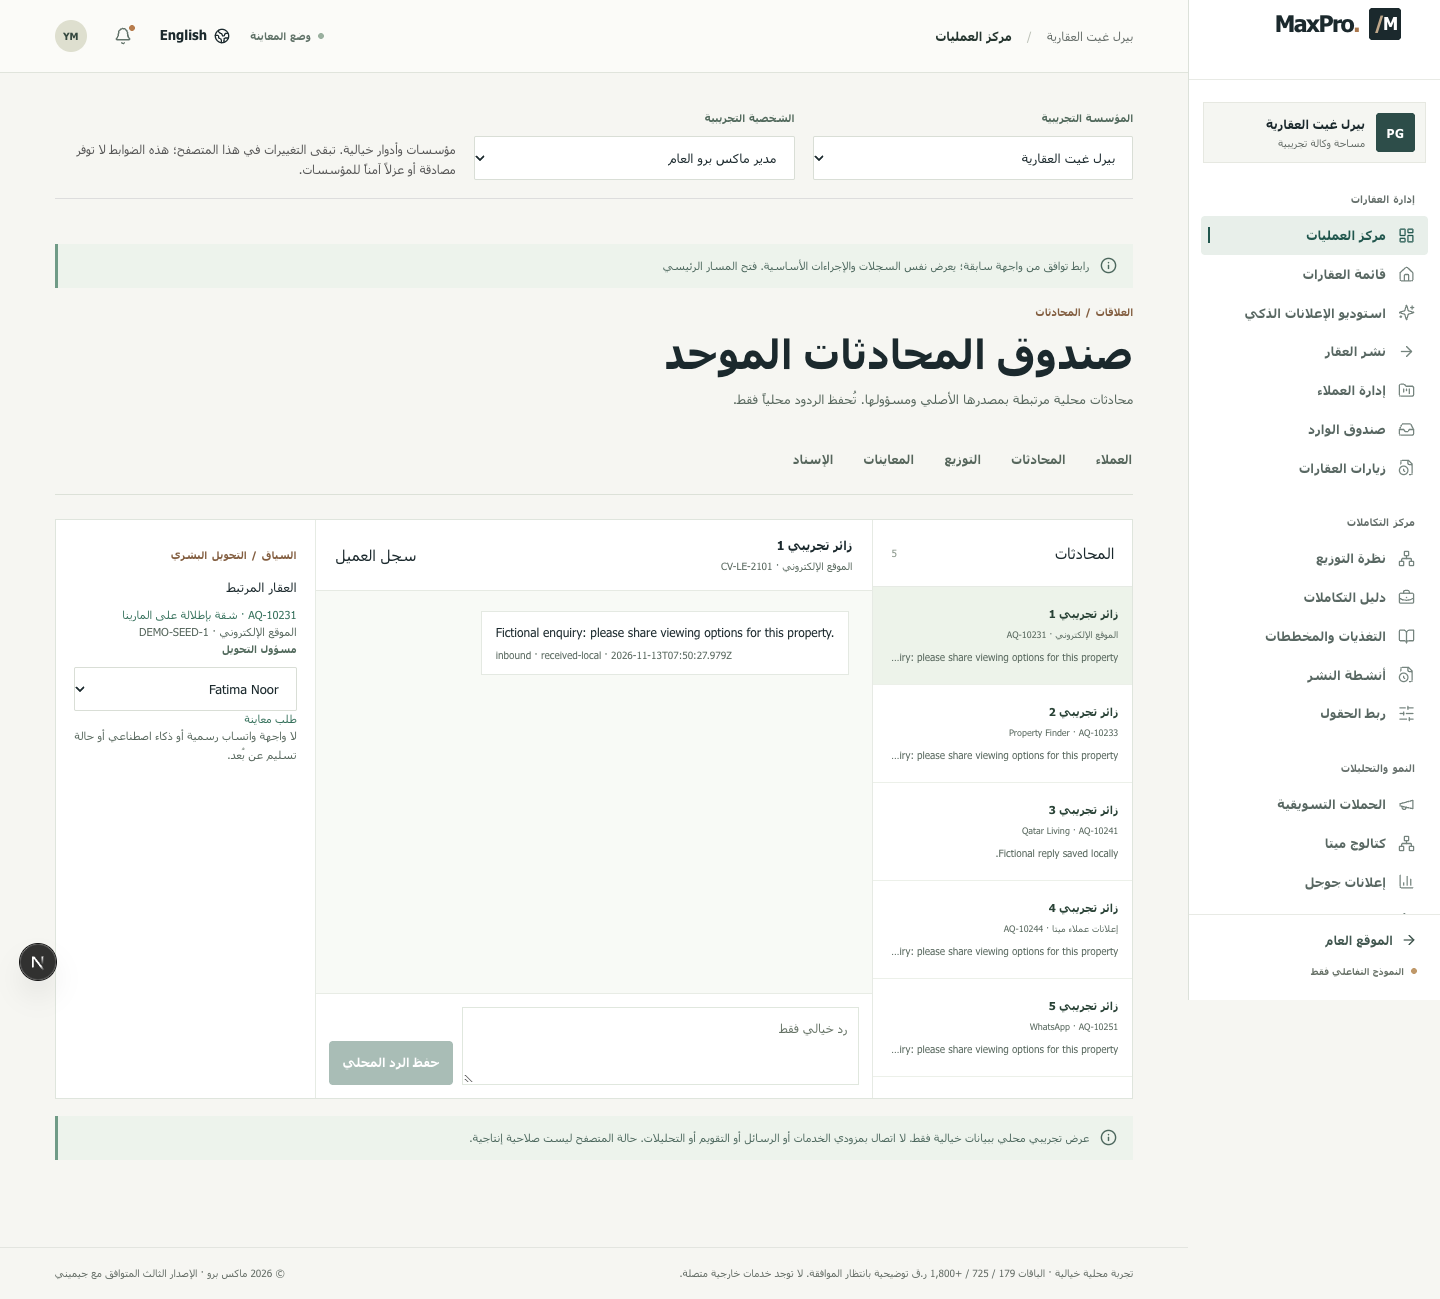 MaxPro.
/M
بيرل غيت العقارية
مساحة وكالة تجريبية
PG
إدارة العقارات
مركز العمليات
قائمة العقارات
استوديو الإعلانات الذكي
نشر العقار
إدارة العملاء
صندوق الوارد
زيارات العقارات
مركز التكاملات
نظرة التوزيع
دليل التكاملات
التغذيات والمخططات
أنشطة النشر
ربط الحقول
النمو والتحليلات
الحملات التسويقية
كتالوج ميتا
إعلانات جوجل
الموقع العام
النموذج التفاعلي فقط
بيرل غيت العقارية / مركز العمليات
وضع المعاينة
English
YM
المؤسسة التجريبية
بيرل غيت العقارية
الشخصية التجريبية
مدير ماكس برو العام
مؤسسات وأدوار خيالية. تبقى التغييرات في هذا المتصفح؛ هذه الضوابط لا توفر
مصادقة أو عزلاً آمناً للمؤسسات.
رابط توافق من واجهة سابقة؛ يعرض نفس السجلات والإجراءات الأساسية. فتح المسار الرئيسي
العلاقات / المحادثات
صندوق المحادثات الموحد
محادثات محلية مرتبطة بمصدرها الأصلي ومسؤولها. تُحفظ الردود محلياً فقط.
العملاء
المحادثات
التوزيع
المعاينات
الإسناد
المحادثات
5
زائر تجريبي 1
الموقع الإلكتروني · AQ-10231
...iry: please share viewing options for this property
زائر تجريبي 2
Property Finder · AQ-10233
...iry: please share viewing options for this property
زائر تجريبي 3
Qatar Living · AQ-10241
.Fictional reply saved locally
زائر تجريبي 4
إعلانات عملاء ميتا · AQ-10244
...iry: please share viewing options for this property
زائر تجريبي 5
WhatsApp · AQ-10251
...iry: please share viewing options for this property
زائر تجريبي 1
الموقع الإلكتروني · CV-LE-2101
سجل العميل
Fictional enquiry: please share viewing options for this property.
inbound · received-local · 2026-11-13T07:50:27.979Z
رد خيالي فقط
حفظ الرد المحلي
السياق / التحويل البشري
العقار المرتبط
AQ-10231 · شقة بإطلالة على المارينا
الموقع الإلكتروني · DEMO-SEED-1
مسؤول التحويل
Fatima Noor
طلب معاينة
لا واجهة واتساب رسمية أو ذكاء اصطناعي أو حالة
تسليم عن بُعد.
عرض تجريبي محلي ببيانات خيالية فقط. لا اتصال بمزودي الخدمات أو الرسائل أو التقويم أو التحليلات. حالة المتصفح ليست صلاحية إنتاجية.
تجربة محلية خيالية · الباقات 179 / 725 / +1,800 ر.ق توضيحية بانتظار الموافقة. لا توجد خدمات خارجية متصلة.
© 2026 ماكس برو · الإصدار الثالث المتوافق مع جيميني